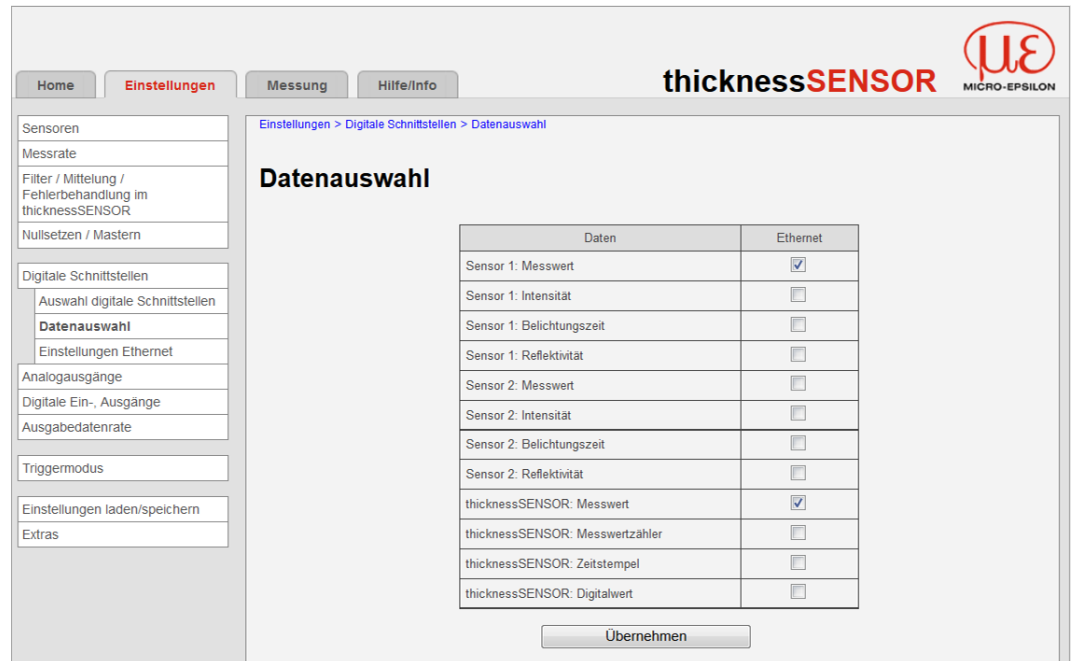 µε
MICRO-EPSILON
thicknessSENSOR
Home
Einstellungen
Messung
Hilfe/Info
Sensoren
Messrate
Filter / Mittelung /
Fehlerbehandlung im
thicknessSENSOR
Nullsetzen / Mastern
Digitale Schnittstellen
Auswahl digitale Schnittstellen
Datenauswahl
Einstellungen Ethernet
Analogausgänge
Digitale Ein-, Ausgänge
Ausgabedatenrate
Triggermodus
Einstellungen laden/speichern
Extras
Einstellungen > Digitale Schnittstellen > Datenauswahl
Datenauswahl
Daten Ethernet
Sensor 1: Messwert
Sensor 1: Intensität
Sensor 1: Belichtungszeit
Sensor 1: Reflektivität
Sensor 2: Messwert
Sensor 2: Intensität
Sensor 2: Belichtungszeit
Sensor 2: Reflektivität
thicknessSENSOR: Messwert
thicknessSENSOR: Messwertzähler
thicknessSENSOR: Zeitstempel
thicknessSENSOR: Digitalwert
Übernehmen